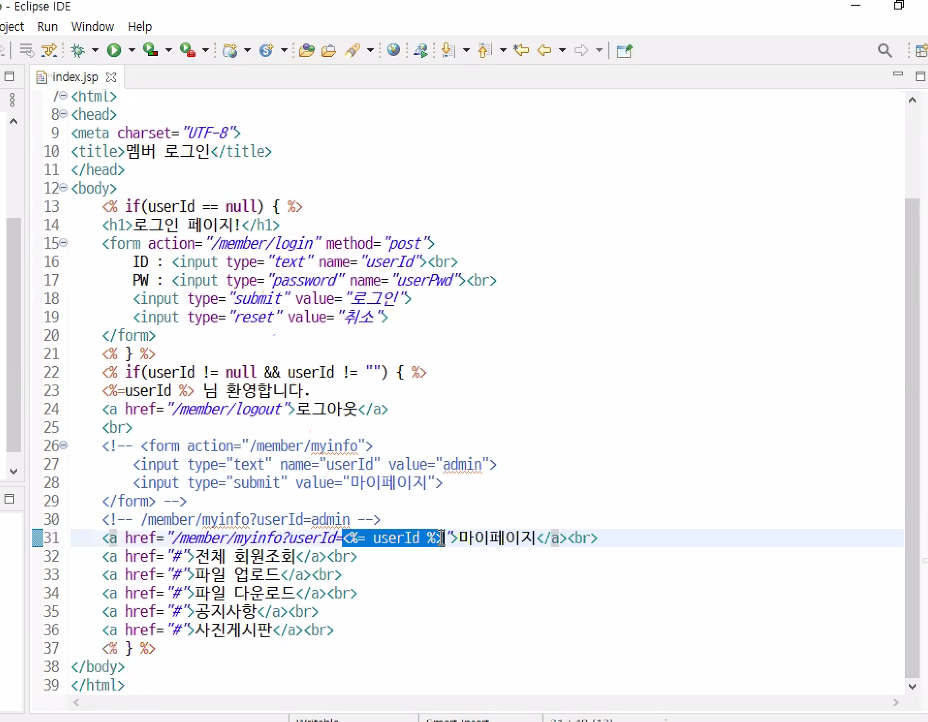 - Eclipse IDE
oject Run Window Help
index.jsp
7 <html>
8 <head>
9 <meta charset="UTF-8">
10 <title>멤버 로그인</title>
11 </head>
12 <body>
13 <% if(userId == null) { %>
14 <h1>로그인 페이지!</h1>
15 <form action="/member/login" method="post">
16 ID : <input type="text" name="userId"><br>
17 PW : <input type="password" name="userPwd"><br>
18 <input type="submit" value="로그인">
19 <input type="reset" value="취소">
20 </form>
21 <% } %>
22 <% if(userId != null && userId != "") { %>
23 <%=userId %> 님 환영합니다.
24 <a href="/member/logout">로그아웃</a>
25 <br>
26 <!-- <form action="/member/myinfo">
27 <input type="text" name="userId" value="admin">
28 <input type="submit" value="마이페이지">
29 </form> -->
30 <!-- /member/myinfo?userId=admin -->
31 <a href="/member/myinfo?userId=<%= userId %>">마이페이지</a><br>
32 <a href="#">전체 회원조회</a><br>
33 <a href="#">파일 업로드</a><br>
34 <a href="#">파일 다운로드</a><br>
35 <a href="#">공지사항</a><br>
36 <a href="#">사진게시판</a><br>
37 <% } %>
38 </body>
39 </html>